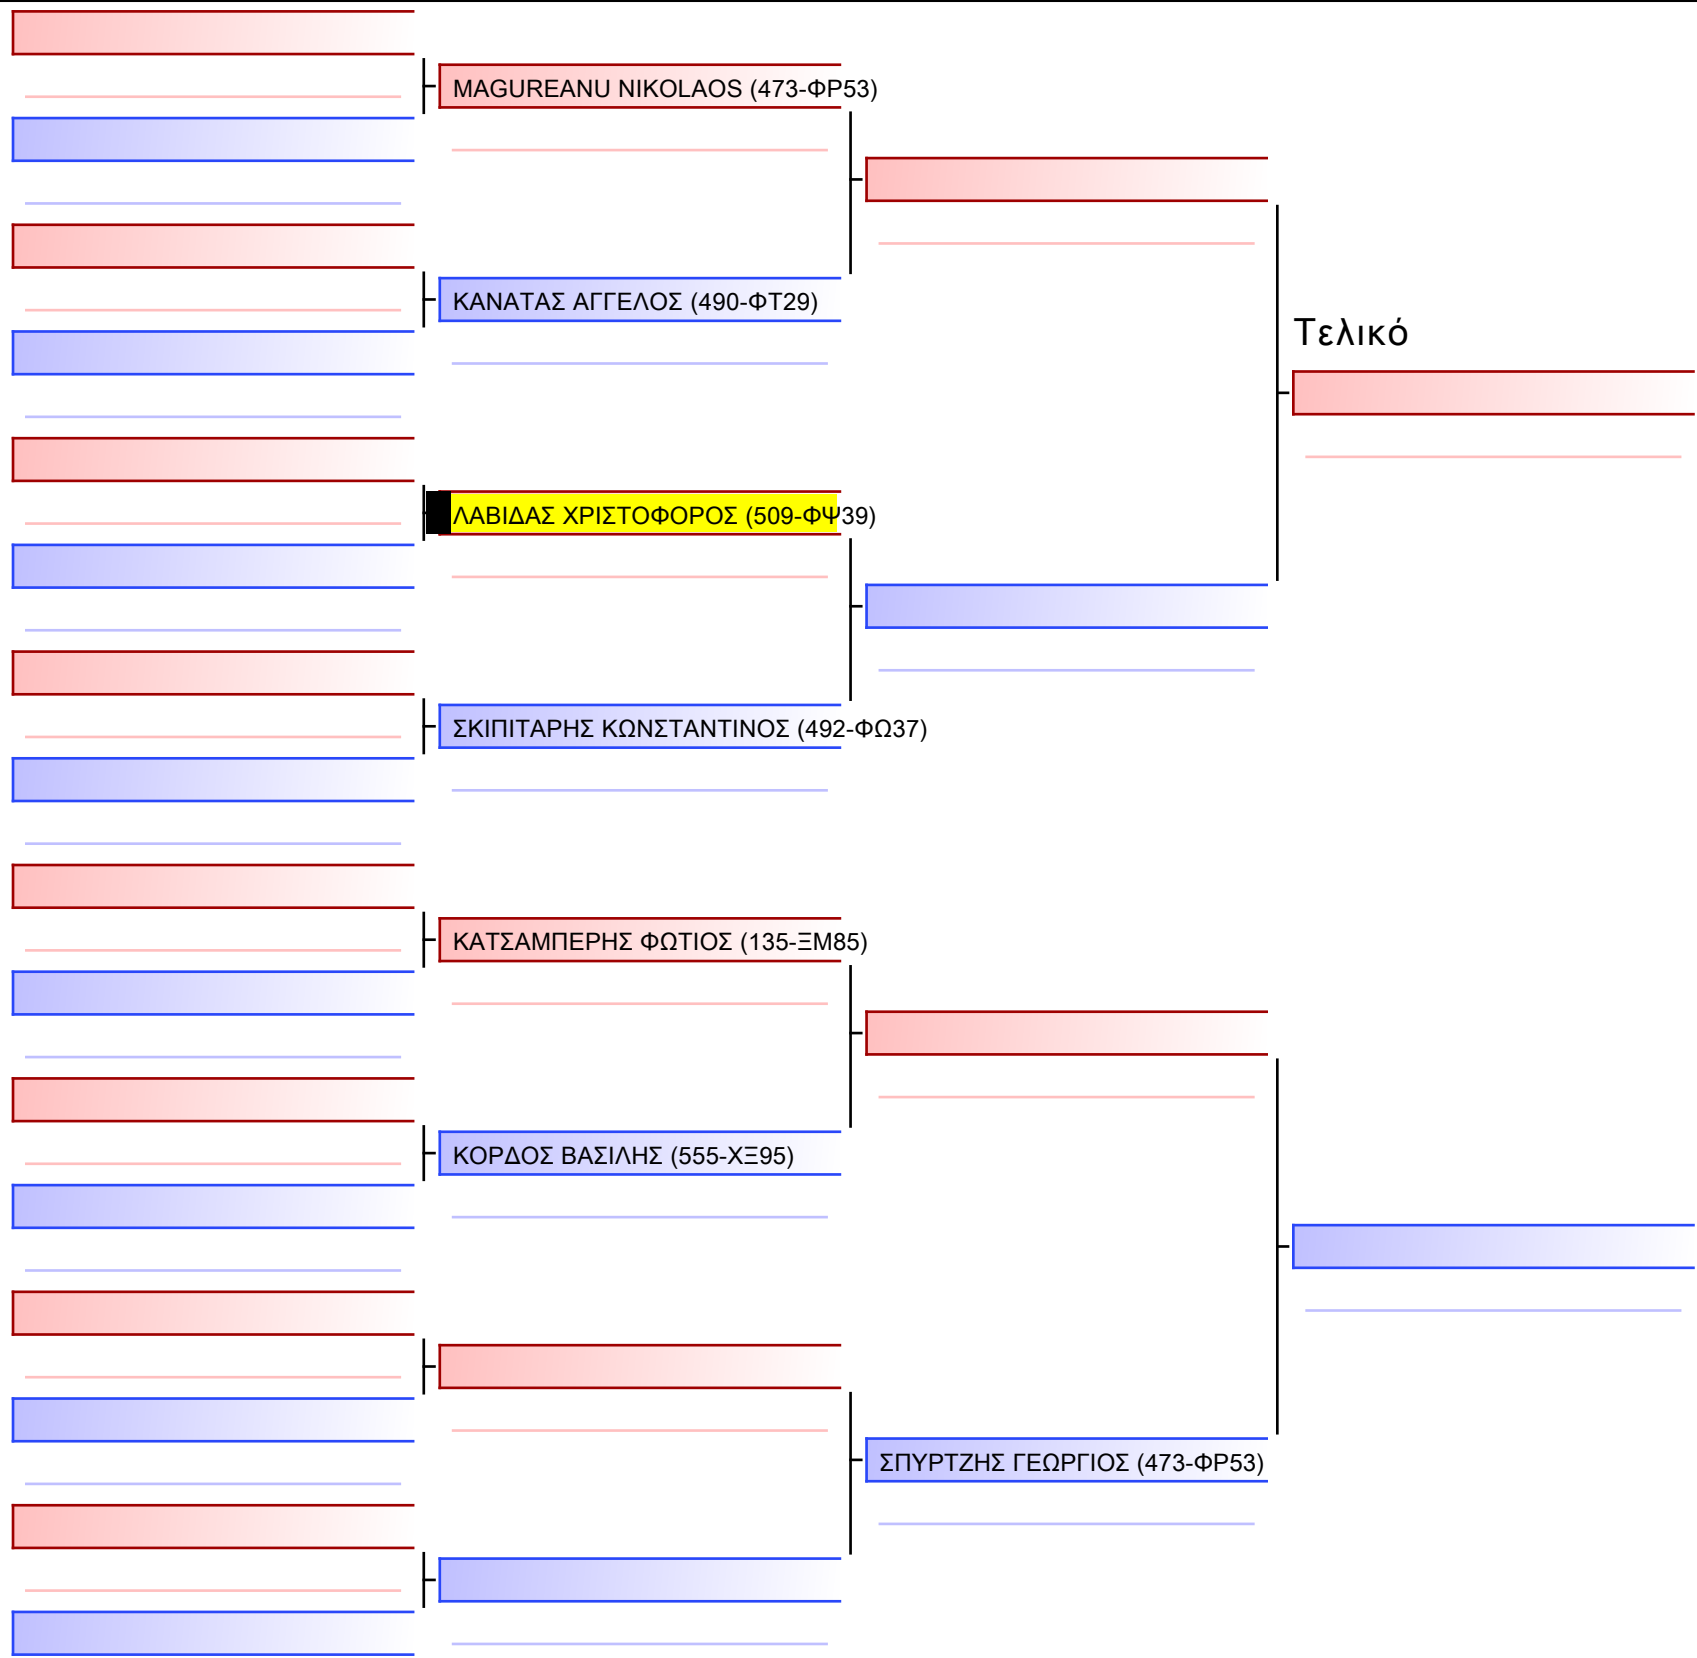 MAGUREANU NIKOLAOS (473-ΦΡ53)
ΚΑΝΑΤΑΣ ΑΓΓΕΛΟΣ (490-ΦΤ29)
Τελικό
ΛΑΒΙΔΑΣ ΧΡΙΣΤΟΦΟΡΟΣ (509-ΦΨ39)
ΣΚΙΠΙΤΑΡΗΣ ΚΩΝΣΤΑΝΤΙΝΟΣ (492-ΦΩ37)
ΚΑΤΣΑΜΠΕΡΗΣ ΦΩΤΙΟΣ (135-ΞΜ85)
ΚΟΡΔΟΣ ΒΑΣΙΛΗΣ (555-ΧΞ95)
ΣΠΥΡΤΖΗΣ ΓΕΩΡΓΙΟΣ (473-ΦΡ53)